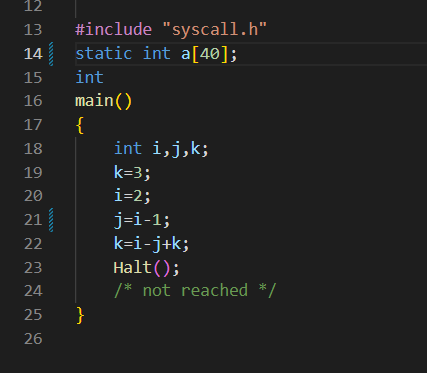 12
13 #include "syscall.h"
14 static int a[40];
15 int
16 main()
17 {
18     int i,j,k;
19     k=3;
20     i=2;
21     j=i-1;
22     k=i-j+k;
23     Halt();
24     /* not reached */
25 }
26